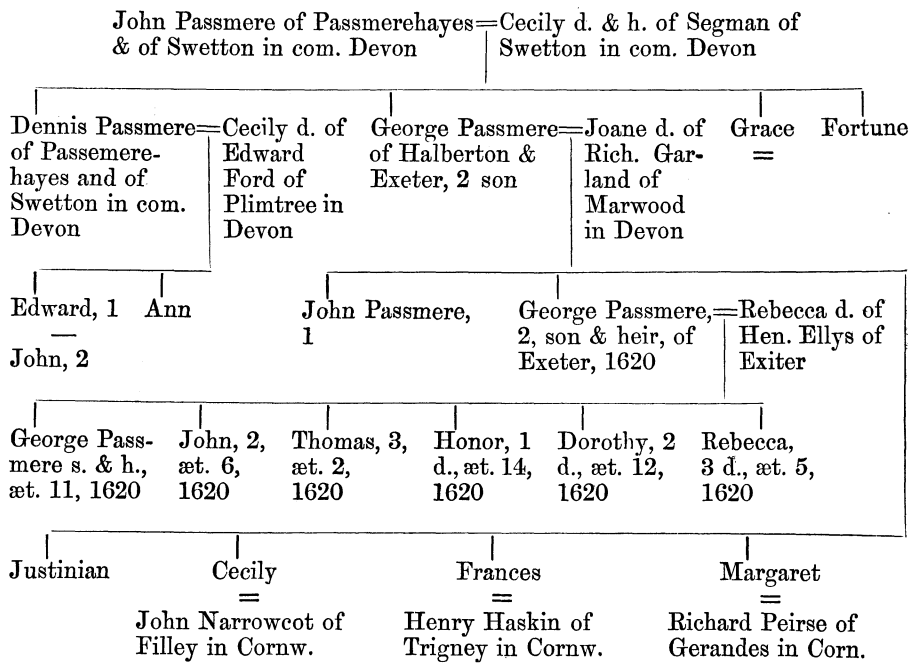 John Passmere of Passmerehayes=Cecily d. & h. of Segman of
& of Swetton in com. Devon Swetton in com. Devon
Dennis Passmere=Cecily d. of
of Passemere-
hayes and of
Swetton in com.
Devon
Edward
Ford of
Plimtree in
Devon
George Passmere=Joane d. of
of Halberton &
Exeter, 2 son
Rich. Gar-
land of
Marwood
in Devon
Grace
=
Fortune
Edward, 1
—
John, 2
Ann
John Passmere,
1
George Passmere,=Rebecca d. of
2, son & heir, of
Exeter, 1620
Hen. Ellys of
Exiter
George Pass-
mere s. & h.,
æt. 11, 1620
John, 2,
æt. 6,
1620
Thomas, 3,
æt. 2,
1620
Honor, 1
d., æt. 14,
1620
Dorothy, 2
d., æt. 12,
1620
Rebecca,
3 d., æt. 5,
1620
Justinian
Cecily
=
John Narrowcot of
Filley in Cornw.
Frances
=
Henry Haskin of
Trigney in Cornw.
Margaret
=
Richard Peirse of
Gerandes in Corn.